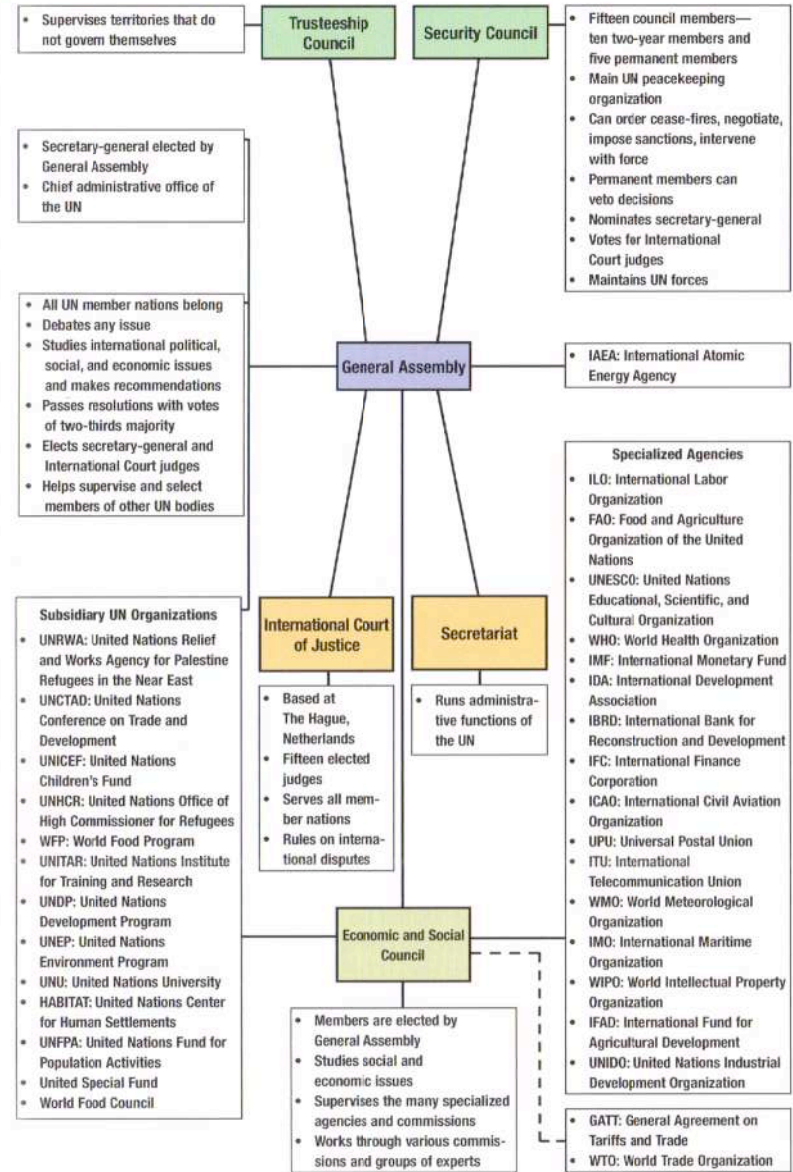 • Supervises territories that do
not govern themselves
Trusteeship
Council
Security Council
• Fifteen council members—
ten two-year members and
five permanent members
• Main UN peacekeeping
organization
• Can order cease-fires, negotiate,
impose sanctions, intervene
with force
• Permanent members can
veto decisions
• Nominates secretary-general
• Votes for International
Court judges
• Maintains UN forces
• Secretary-general elected by
General Assembly
• Chief administrative office of
the UN
• All UN member nations belong
• Debates any issue
• Studies international political,
social, and economic issues
and makes recommendations
• Passes resolutions with votes
of two-thirds majority
• Elects secretary-general and
International Court judges
• Helps supervise and select
members of other UN bodies
General Assembly
• IAEA: International Atomic
Energy Agency
Subsidiary UN Organizations
• UNRWA: United Nations Relief
and Works Agency for Palestine
Refugees in the Near East
• UNCTAD: United Nations
Conference on Trade and
Development
• UNICEF: United Nations
Children's Fund
• UNHCR: United Nations Office of
High Commissioner for Refugees
• WFP: World Food Program
• UNITAR: United Nations Institute
for Training and Research
• UNDP: United Nations
Development Program
• UNEP: United Nations
Environment Program
• UNU: United Nations University
• HABITAT: United Nations Center
for Human Settlements
• UNFPA: United Nations Fund for
Population Activities
• United Special Fund
• World Food Council
International Court
of Justice
• Based at
The Hague,
Netherlands
• Fifteen elected
judges
• Serves all mem-
ber nations
• Rules on inter-
national disputes
Secretariat
• Runs administra-
tive functions of
the UN
Specialized Agencies
• ILO: International Labor
Organization
• FAO: Food and Agriculture
Organization of the United
Nations
• UNESCO: United Nations
Educational, Scientific, and
Cultural Organization
• WHO: World Health Organization
• IMF: International Monetary Fund
• IDA: International Development
Association
• IBRD: International Bank for
Reconstruction and Development
• IFC: International Finance
Corporation
• ICAO: International Civil Aviation
Organization
• UPU: Universal Postal Union
• ITU: International
Telecommunication Union
• WMO: World Meteorological
Organization
• IMO: International Maritime
Organization
• WIPO: World Intellectual Property
Organization
• IFAD: International Fund for
Agricultural Development
• UNIDO: United Nations Industrial
Development Organization
Economic and Social
Council
• Members are elected by
General Assembly
• Studies social and
economic issues
• Supervises the many specialized
agencies and commissions
• Works through various commis-
sions and groups of experts
• GATT: General Agreement on
Tariffs and Trade
• WTO: World Trade Organization